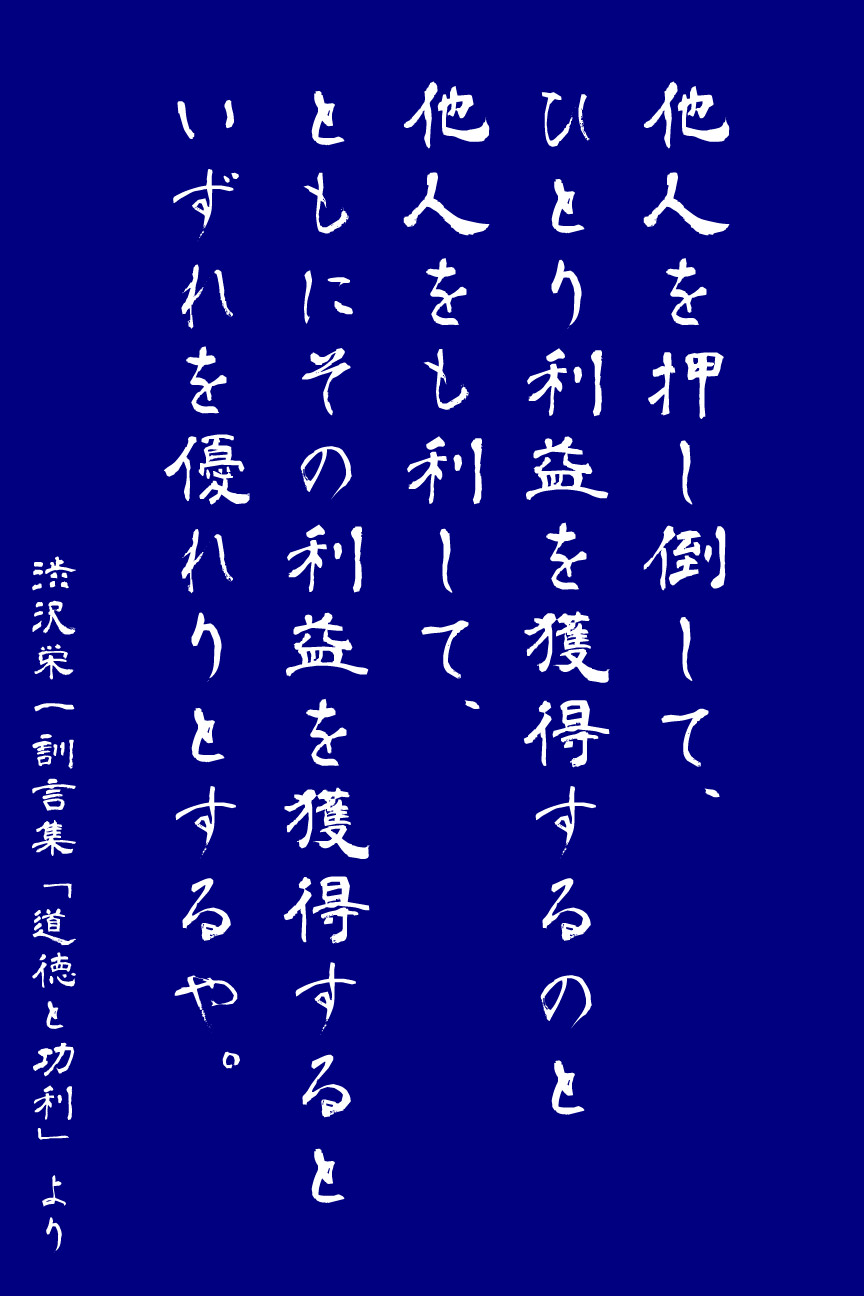 他人を押し倒して、
ひとり利益を獲得するのと
他人をも利して、
ともにその利益を獲得すると
いずれを優れりとするや。
渋沢栄一訓言集「道徳と功利」より